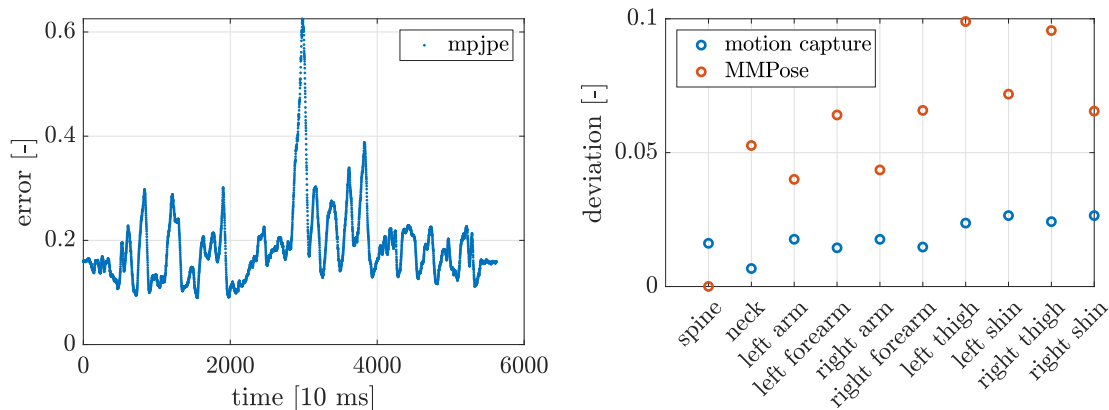 error [-]
0.6
0.4
0.2
0
mpjpe
0
2000
4000
6000
time [10 ms]
deviation [-]
0.1
0.05
0
motion capture
MMPose
spine
neck
left arm
left forearm
right arm
right forearm
left thigh
left shin
right thigh
right shin